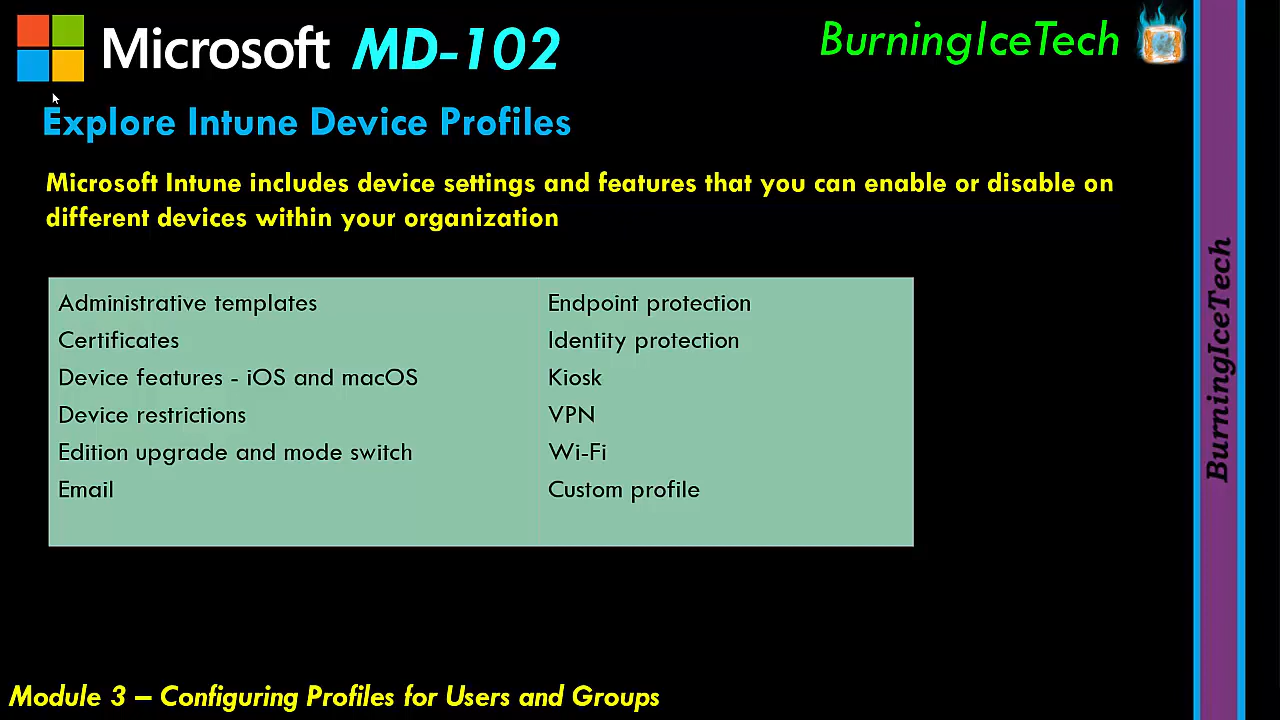 Microsoft MD-102
BurningIceTech
Explore Intune Device Profiles
Microsoft Intune includes device settings and features that you can enable or disable on
different devices within your organization
Administrative templates
Certificates
Device features - iOS and macOS
Device restrictions
Edition upgrade and mode switch
Email
Endpoint protection
Identity protection
Kiosk
VPN
Wi-Fi
Custom profile
BurningIceTech
Module 3 – Configuring Profiles for Users and Groups